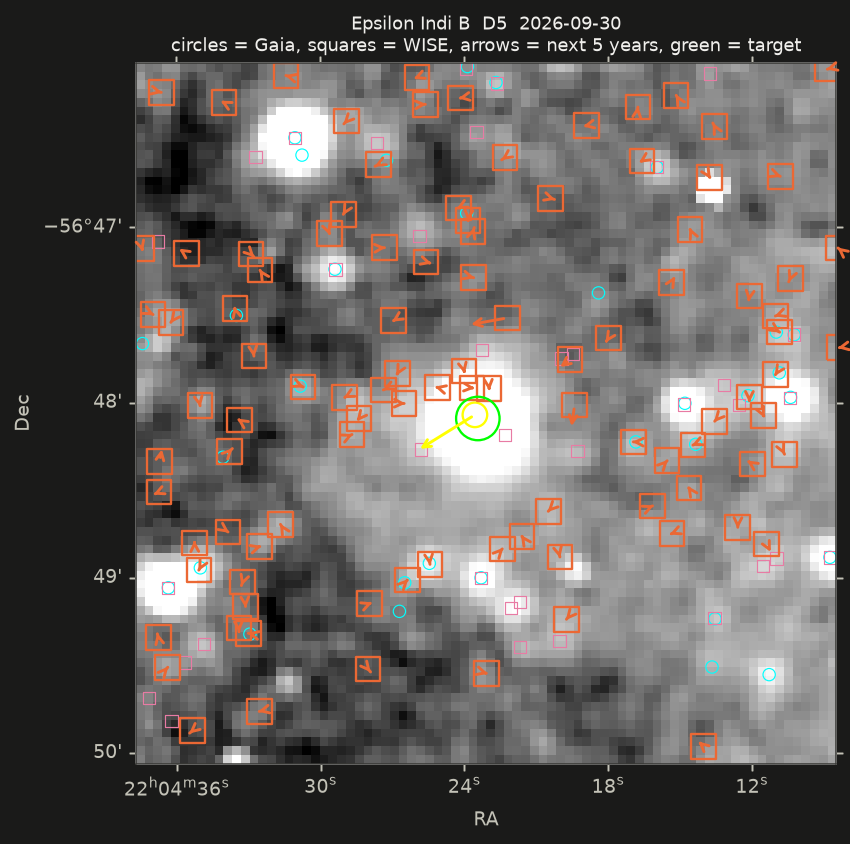 Epsilon Indi B  D5  2026-09-30
circles = Gaia, squares = WISE, arrows = next 5 years, green = target
−56°47'
48'
49'
50'
Dec
22ʰ04ᵐ36ˢ 30ˢ 24ˢ 18ˢ 12ˢ
RA